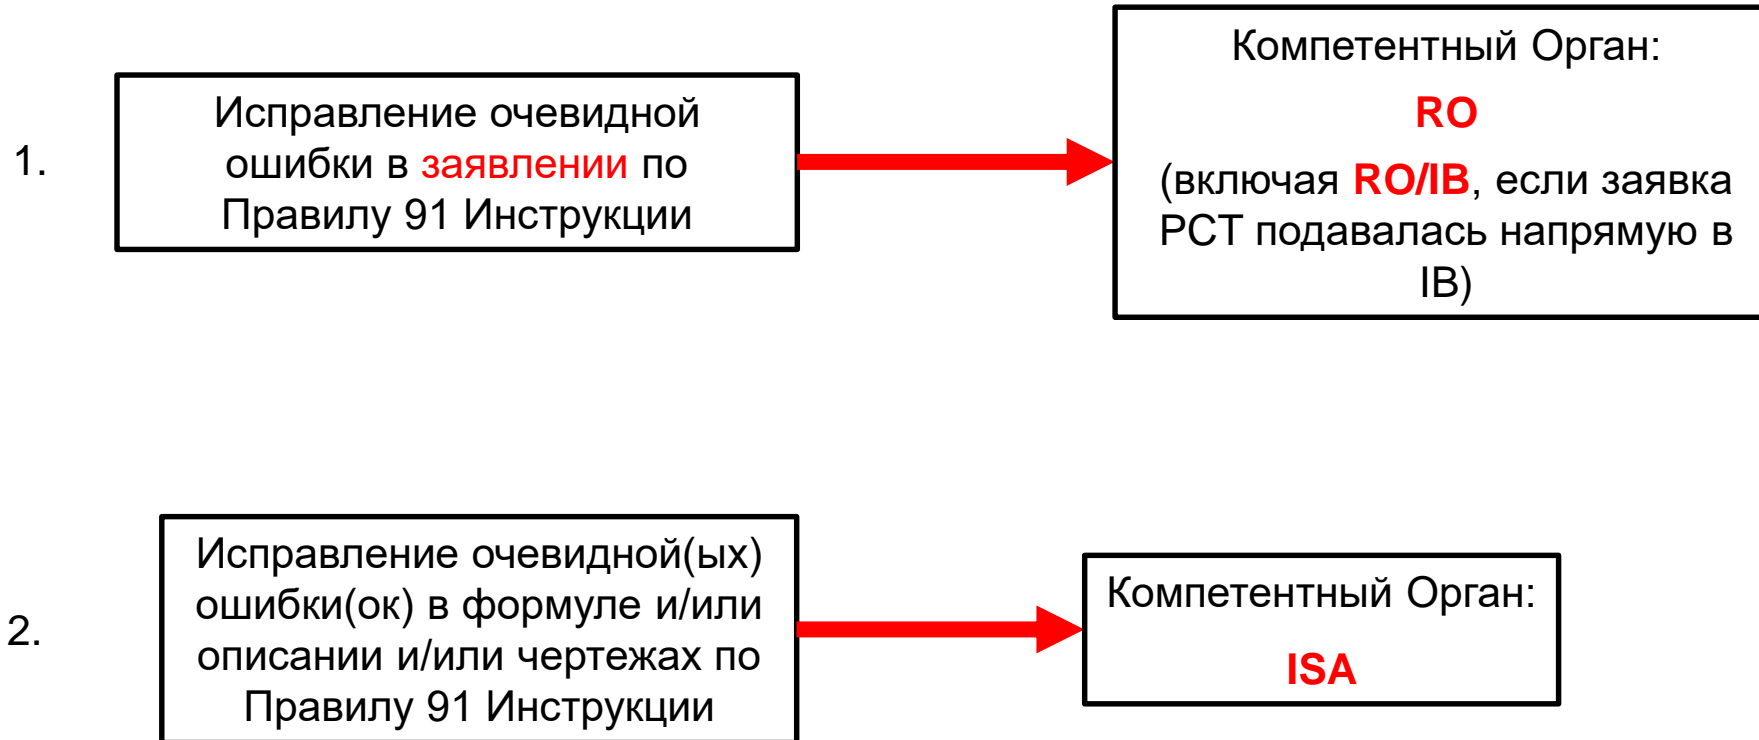 1.
Исправление очевидной
ошибки в заявлении по
Правилу 91 Инструкции
Компетентный Орган:
RO
(включая RO/IB, если заявка
PCT подавалась напрямую в
IB)
2.
Исправление очевидной(ых)
ошибки(ок) в формуле и/или
описании и/или чертежах по
Правилу 91 Инструкции
Компетентный Орган:
ISA